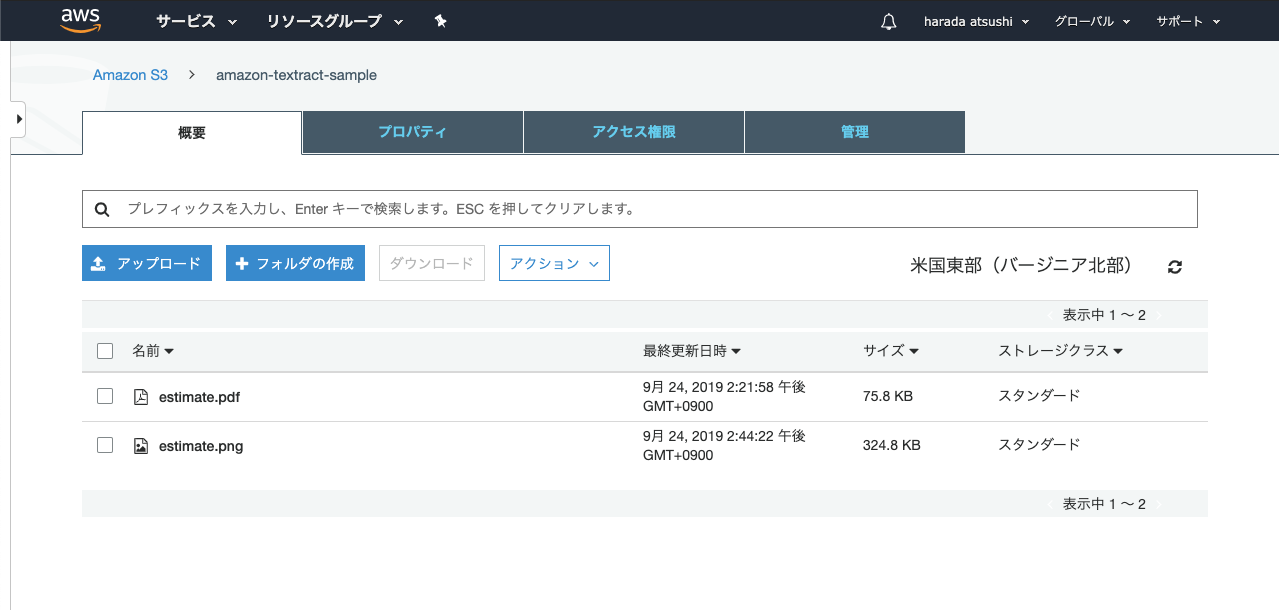 aws サービス リソースグループ harada atsushi グローバル サポート
Amazon S3 > amazon-textract-sample
概要 プロパティ アクセス権限 管理
プレフィックスを入力し、Enter キーで検索します。ESC を押してクリアします。
アップロード + フォルダの作成 ダウンロード アクション 米国東部（バージニア北部）
表示中 1 ～ 2
名前 最終更新日時 サイズ ストレージクラス
estimate.pdf 9月 24, 2019 2:21:58 午後 75.8 KB スタンダード
GMT+0900
estimate.png 9月 24, 2019 2:44:22 午後 324.8 KB スタンダード
GMT+0900
表示中 1 ～ 2